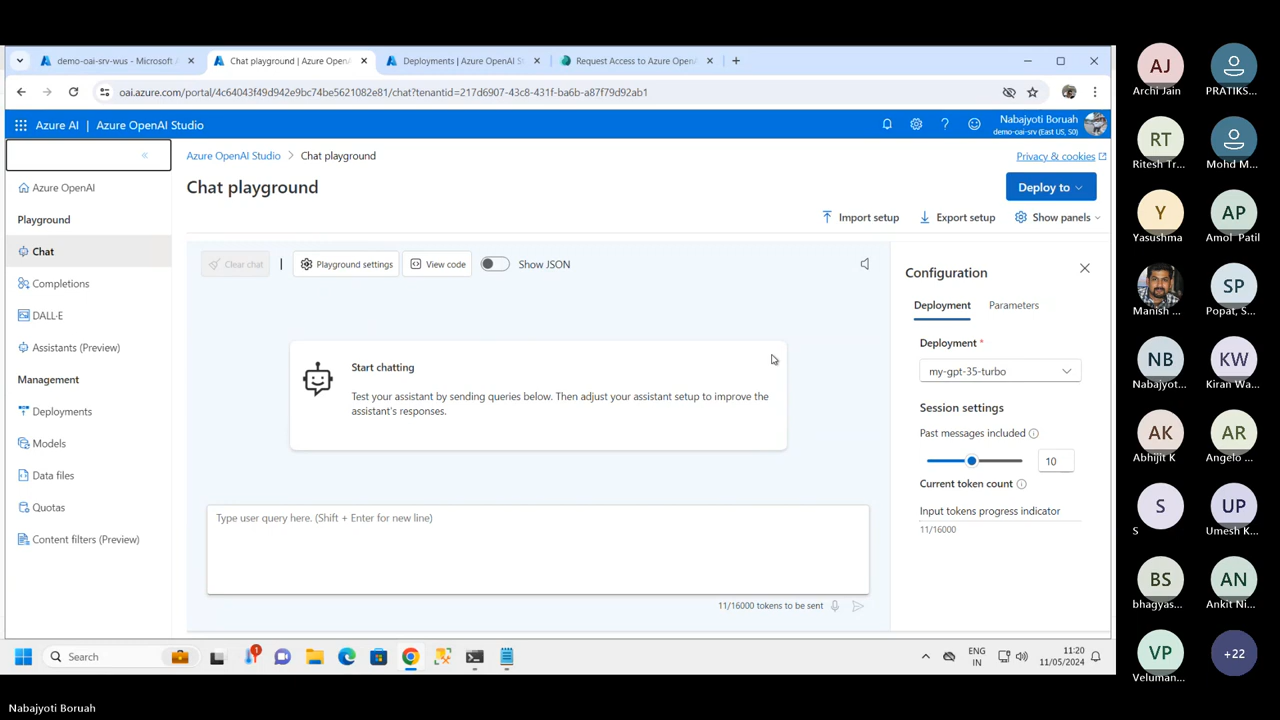 demo-oai-srv-wus - Microsoft A
Chat playground | Azure OpenAI
Deployments | Azure OpenAI St
Request Access to Azure OpenA
oai.azure.com/portal/4c64043f49d942e9bc74be5621082e81/chat?tenantid=217d6907-43c8-431f-ba6b-a87f79d92ab1
Azure AI | Azure OpenAI Studio
Nabajyoti Boruah
demo-oai-srv (East US, S0)
Azure OpenAI Studio > Chat playground
Privacy & cookies
Chat playground
Deploy to
Import setup
Export setup
Show panels
Azure OpenAI
Playground
Chat
Completions
DALL-E
Assistants (Preview)
Management
Deployments
Models
Data files
Quotas
Content filters (Preview)
Clear chat
Playground settings
View code
Show JSON
Start chatting
Test your assistant by sending queries below. Then adjust your assistant setup to improve the
assistant's responses.
Type user query here. (Shift + Enter for new line)
11/16000 tokens to be sent
Configuration
Deployment
Parameters
Deployment *
my-gpt-35-turbo
Session settings
Past messages included
10
Current token count
Input tokens progress indicator
11/16000
Search
1
ENG
IN
11:20
11/05/2024
AJ
Archi Jain
PRATIKS...
RT
Ritesh Tr...
Mohd M...
Y
Yasushma
AP
Amol Patil
Manish ...
SP
Popat, S...
NB
Nabajyot...
KW
Kiran Wa...
AK
Abhijit K
AR
Angelo ...
S
S
UP
Umesh K...
BS
bhagyas...
AN
Ankit Ni...
VP
Veluman...
+22
Nabajyoti Boruah